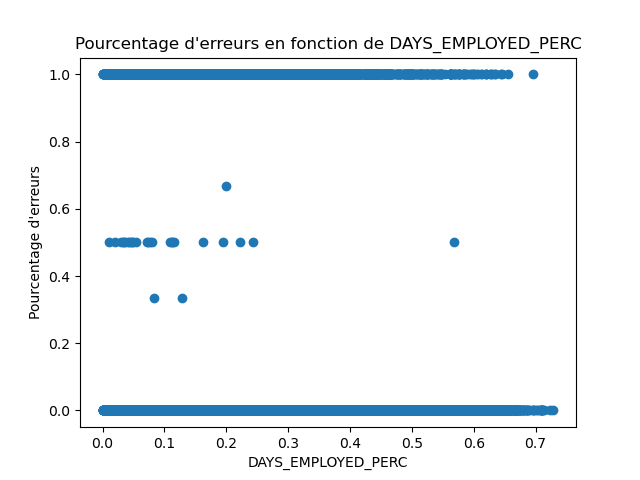 Pourcentage d'erreurs en fonction de DAYS_EMPLOYED_PERC
1.0
0.8
0.6
0.4
0.2
0.0
Pourcentage d'erreurs
0.0 0.1 0.2 0.3 0.4 0.5 0.6 0.7
DAYS_EMPLOYED_PERC